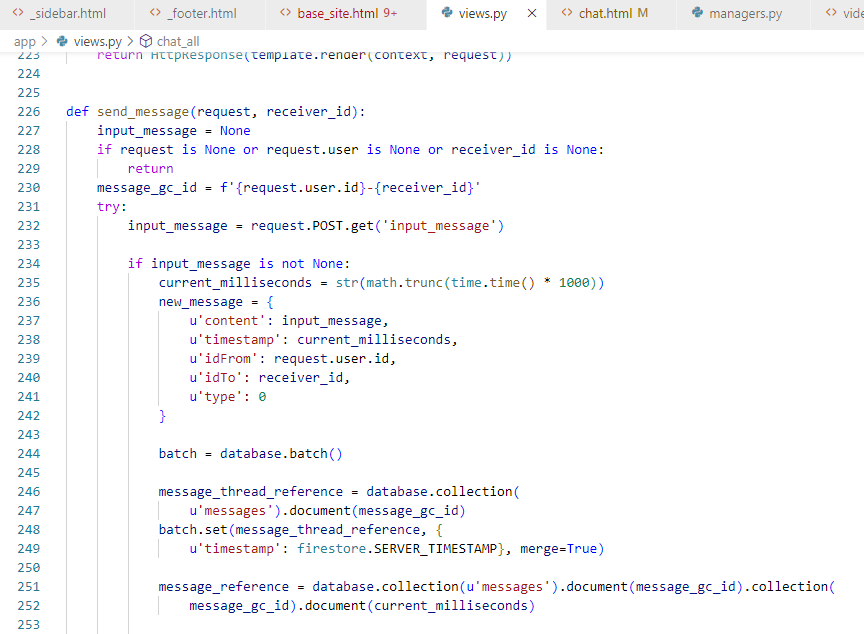 _sidebar.html
_footer.html
base_site.html 9+
views.py
chat.html M
managers.py
app > views.py > chat_all
223 return HttpResponse(template.render(context, request))
224
225
226 def send_message(request, receiver_id):
227 input_message = None
228 if request is None or request.user is None or receiver_id is None:
229 return
230 message_gc_id = f'{request.user.id}-{receiver_id}'
231 try:
232 input_message = request.POST.get('input_message')
233
234 if input_message is not None:
235 current_milliseconds = str(math.trunc(time.time() * 1000))
236 new_message = {
237 u'content': input_message,
238 u'timestamp': current_milliseconds,
239 u'idFrom': request.user.id,
240 u'idTo': receiver_id,
241 u'type': 0
242 }
243
244 batch = database.batch()
245
246 message_thread_reference = database.collection(
247 u'messages').document(message_gc_id)
248 batch.set(message_thread_reference, {
249 u'timestamp': firestore.SERVER_TIMESTAMP}, merge=True)
250
251 message_reference = database.collection(u'messages').document(message_gc_id).collection(
252 message_gc_id).document(current_milliseconds)
253